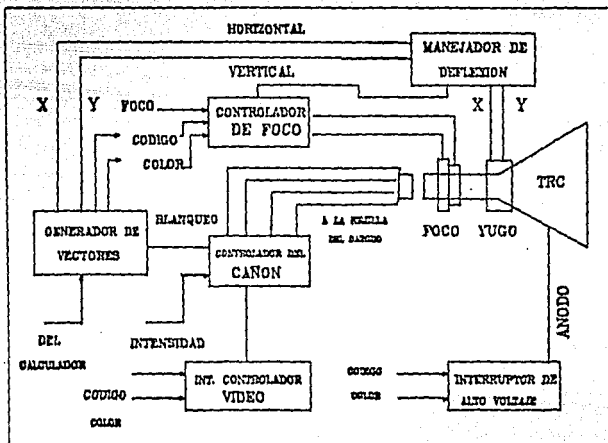 HORIZONTAL
MANEJADOR DE
DEFLEXION
VERTICAL
X Y
FOCO
CONTROLADOR
DE FOCO
X Y
CODIGO
COLOR
TRC
BLANQUEO
GENERADOR DE
VECTORES
CONTROLADOR DEL
CAÑON
A LA REJILLA
DEL
FOCO YUGO
ANODO
DEL
CALCULADOR
INTENSIDAD
INT. CONTROLADOR
VIDEO
CODIGO
COLOR
CODIGO
COLOR
INTERRUPTOR DE
ALTO VOLTAJE